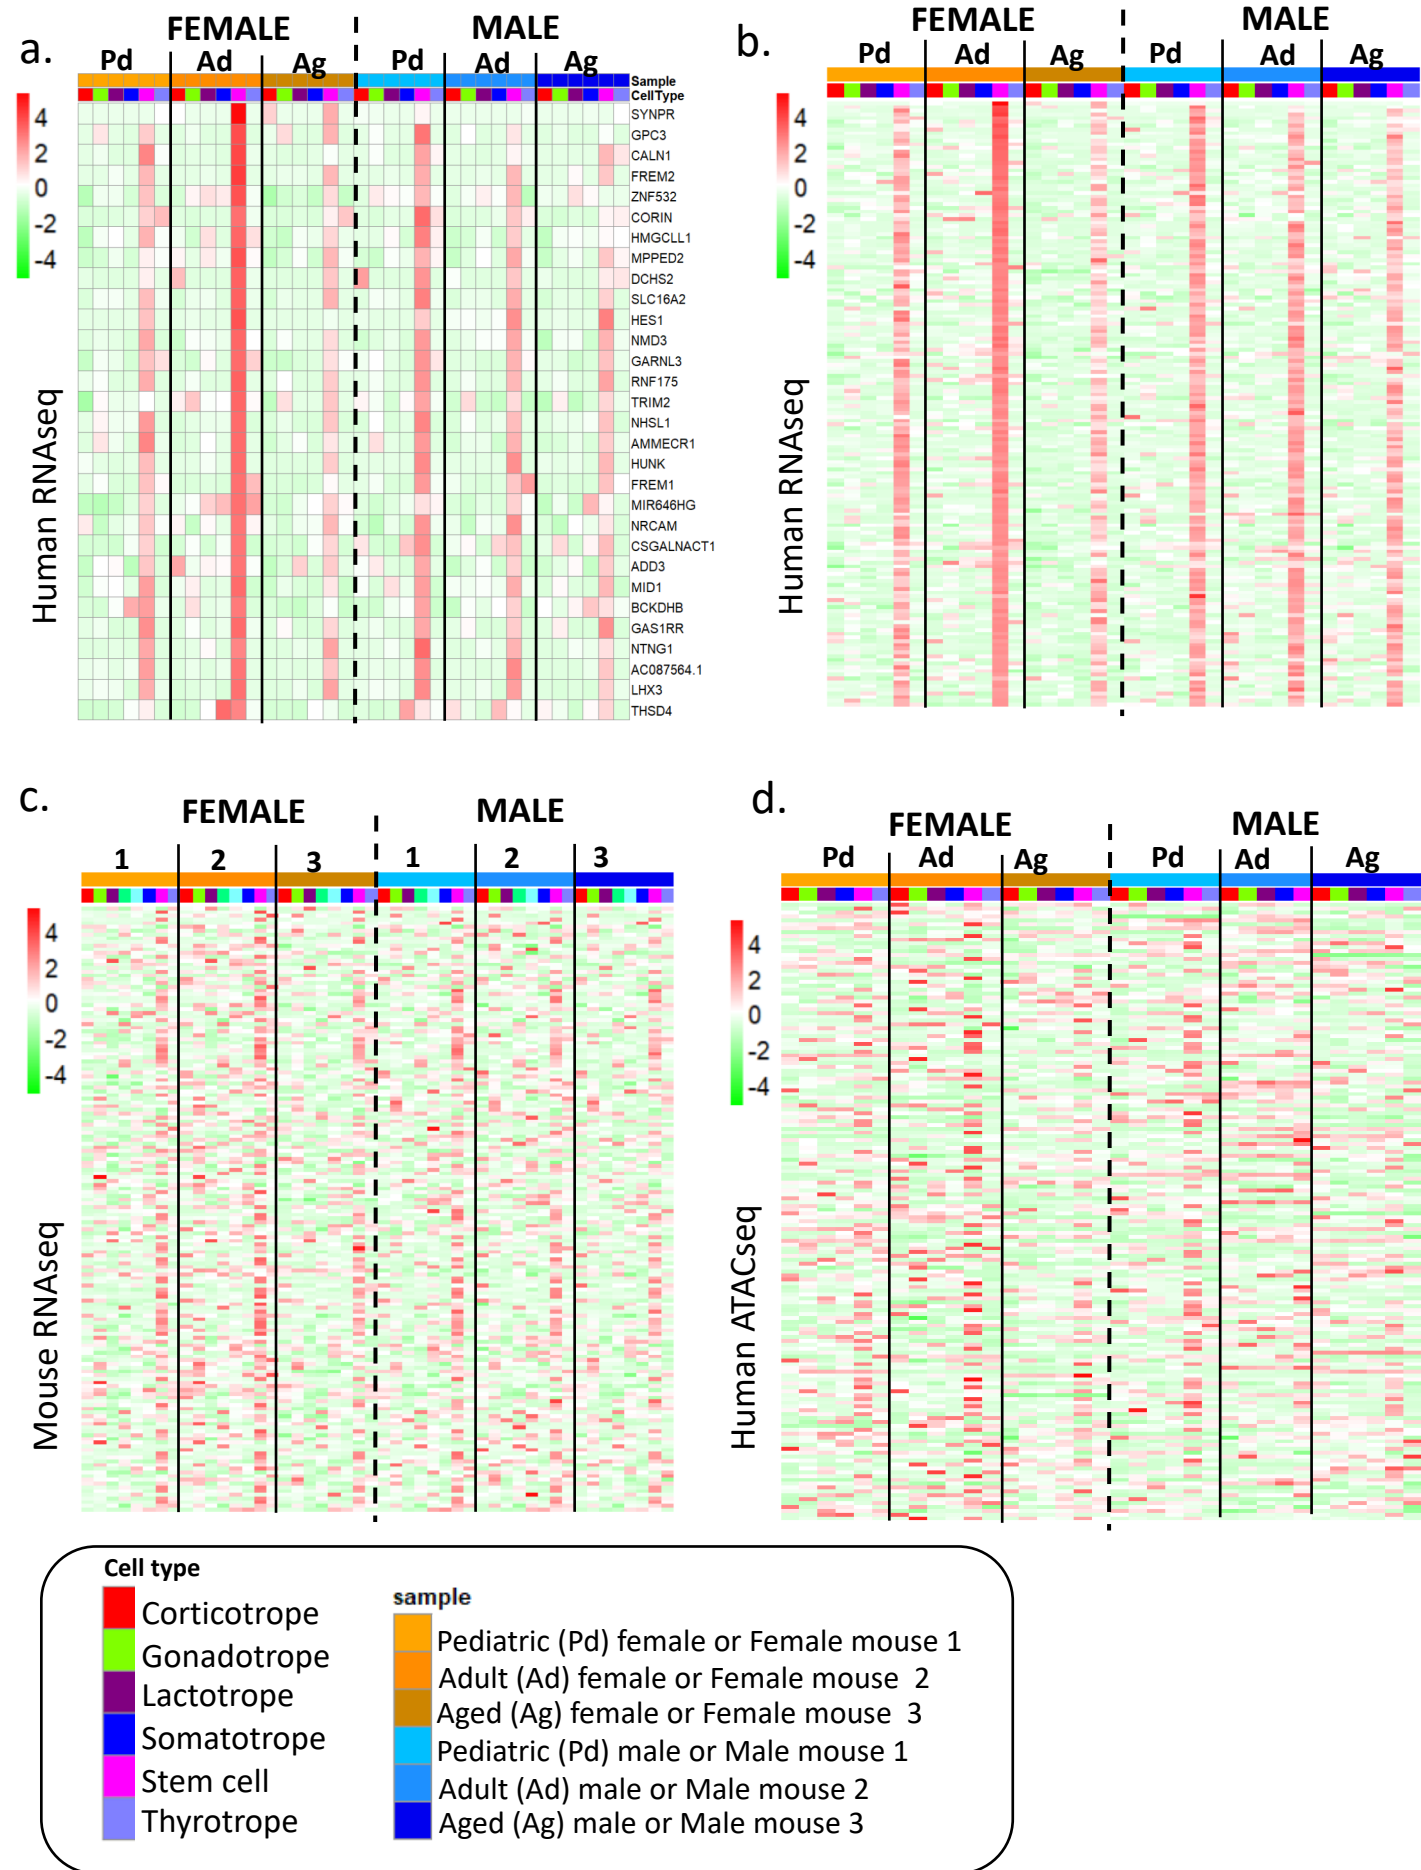 a.
FEMALE
MALE
Pd
Ad
Ag
Pd
Ad
Ag
Sample
CellType
4
2
0
-2
-4
Human RNAseq
SYNPR
GPC3
CALN1
FREM2
ZNF532
CORIN
HMGCLL1
MPPED2
DCHS2
SLC16A2
HES1
NMD3
GARNL3
RNF175
TRIM2
NHSL1
AMMECR1
HUNK
FREM1
MIR646HG
NRCAM
CSGALNACT1
ADD3
MID1
BCKDHB
GAS1RR
NTNG1
AC087564.1
LHX3
THSD4
b.
FEMALE
MALE
Pd
Ad
Ag
Pd
Ad
Ag
4
2
0
-2
-4
Human RNAseq
c.
FEMALE
MALE
1
2
3
1
2
3
4
2
0
-2
-4
Mouse RNAseq
d.
FEMALE
MALE
Pd
Ad
Ag
Pd
Ad
Ag
4
2
0
-2
-4
Human ATACseq
Cell type
Corticotrope
Gonadotrope
Lactotrope
Somatotrope
Stem cell
Thyrotrope
sample
Pediatric (Pd) female or Female mouse 1
Adult (Ad) female or Female mouse 2
Aged (Ag) female or Female mouse 3
Pediatric (Pd) male or Male mouse 1
Adult (Ad) male or Male mouse 2
Aged (Ag) male or Male mouse 3